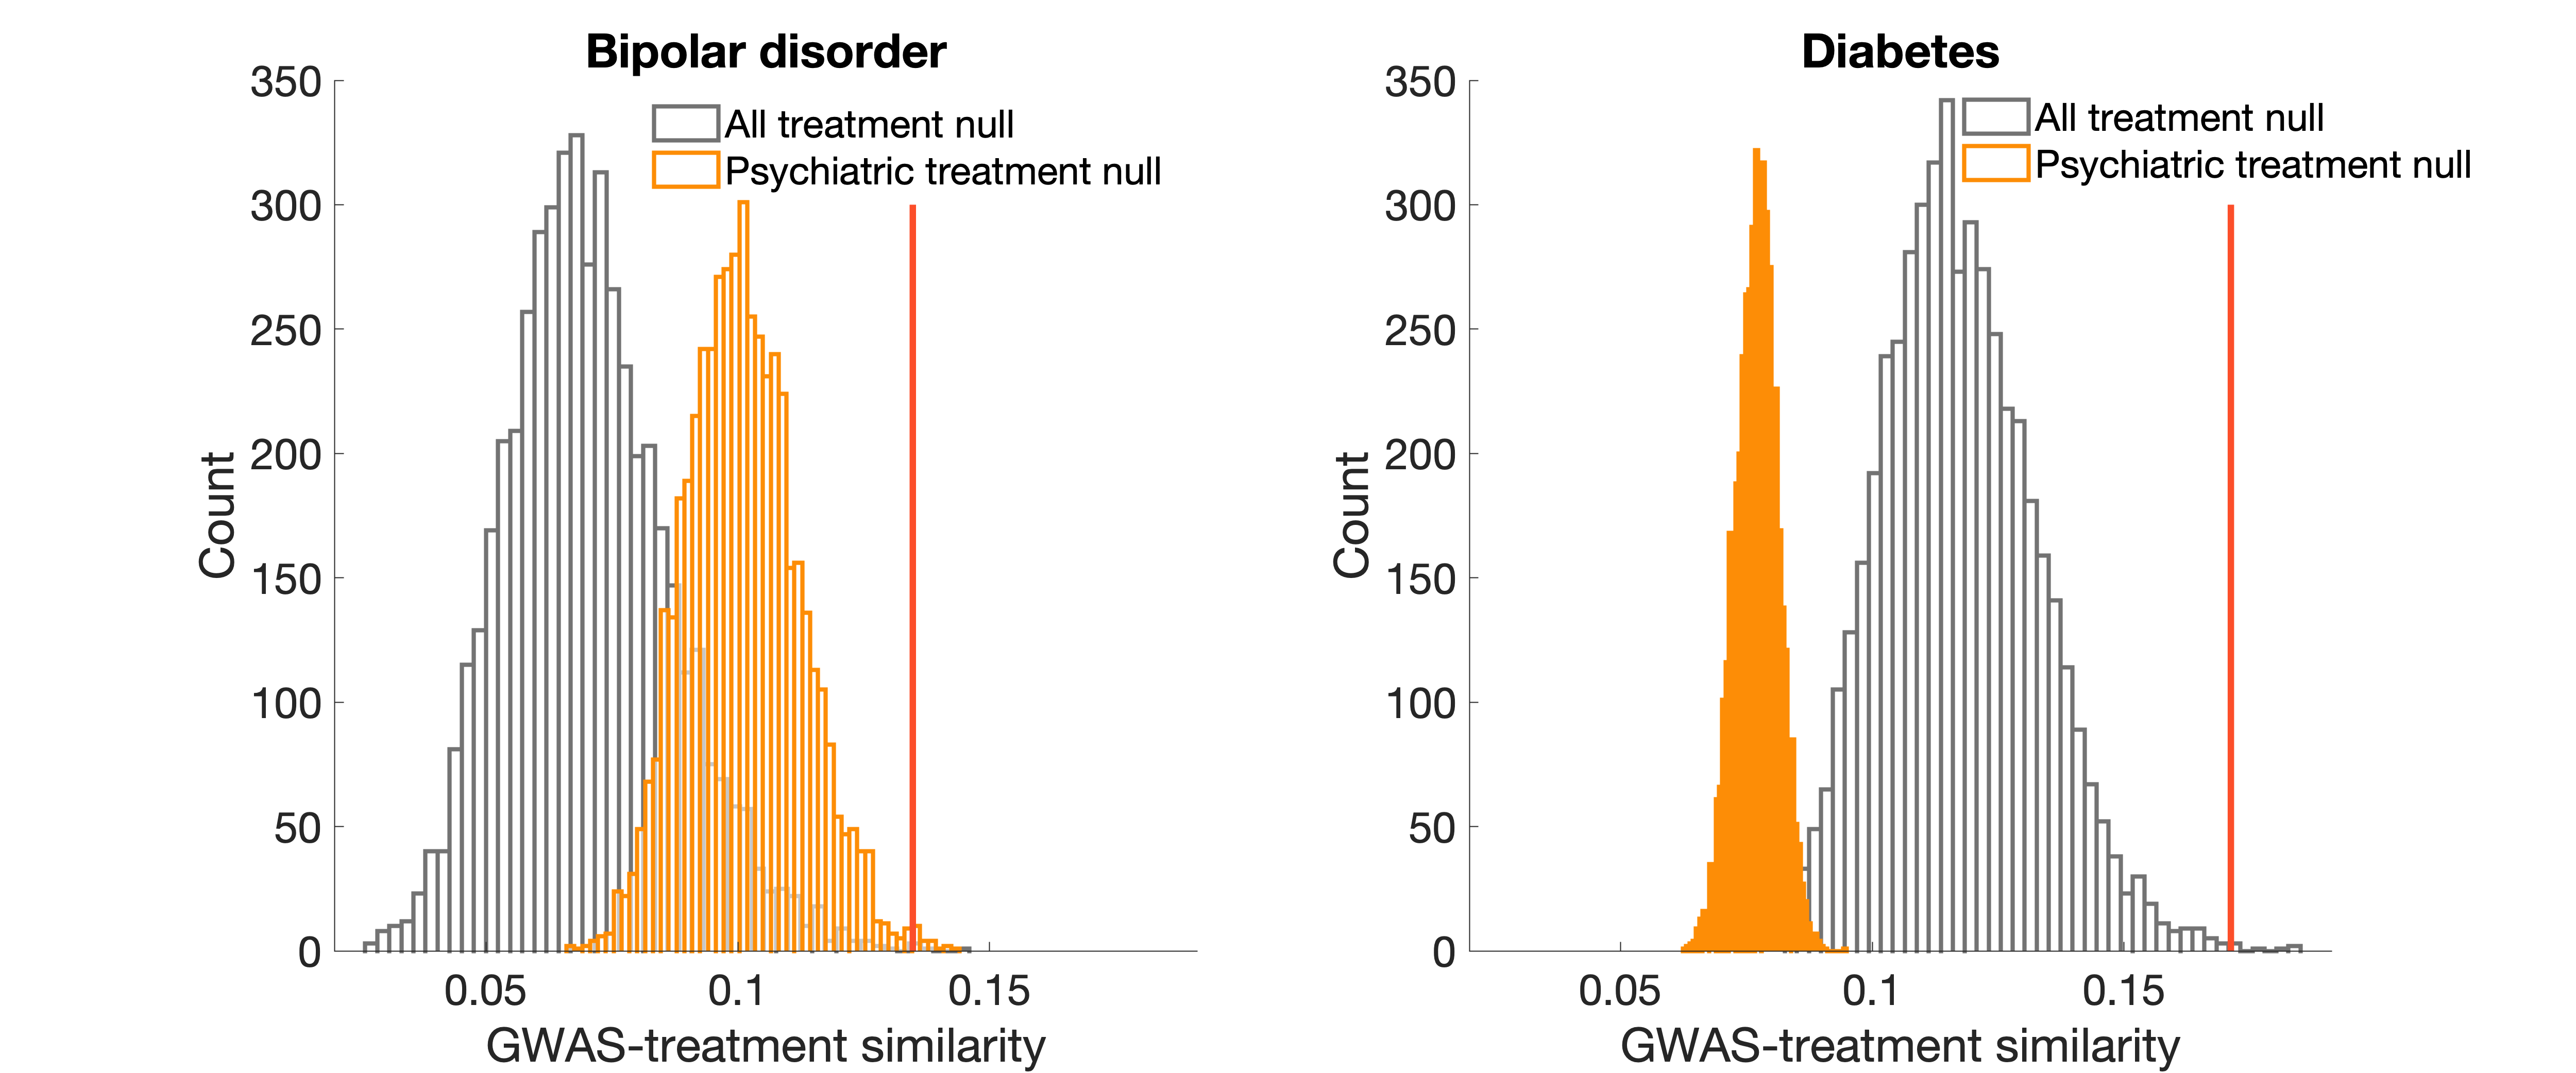 Bipolar disorder
350
300
250
200
150
100
50
0
Count
All treatment null
Psychiatric treatment null
0.05 0.1 0.15
GWAS-treatment similarity
Diabetes
350
300
250
200
150
100
50
0
Count
All treatment null
Psychiatric treatment null
0.05 0.1 0.15
GWAS-treatment similarity